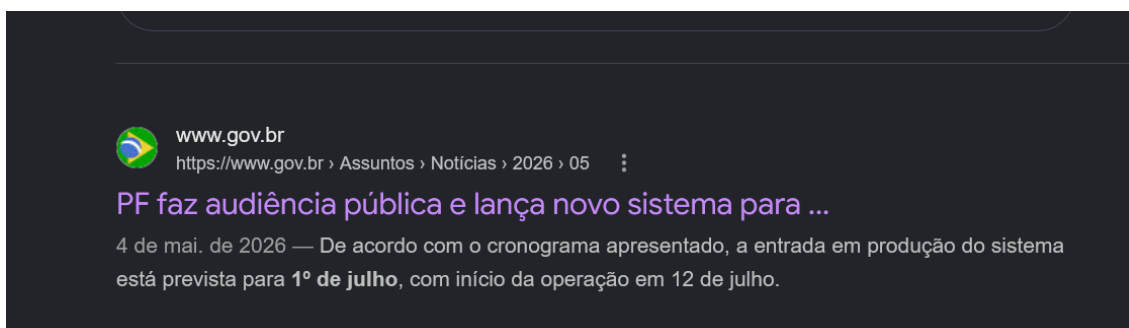 www.gov.br
https://www.gov.br › Assuntos › Notícias › 2026 › 05
PF faz audiência pública e lança novo sistema para ...
4 de mai. de 2026 — De acordo com o cronograma apresentado, a entrada em produção do sistema
está prevista para 1º de julho, com início da operação em 12 de julho.